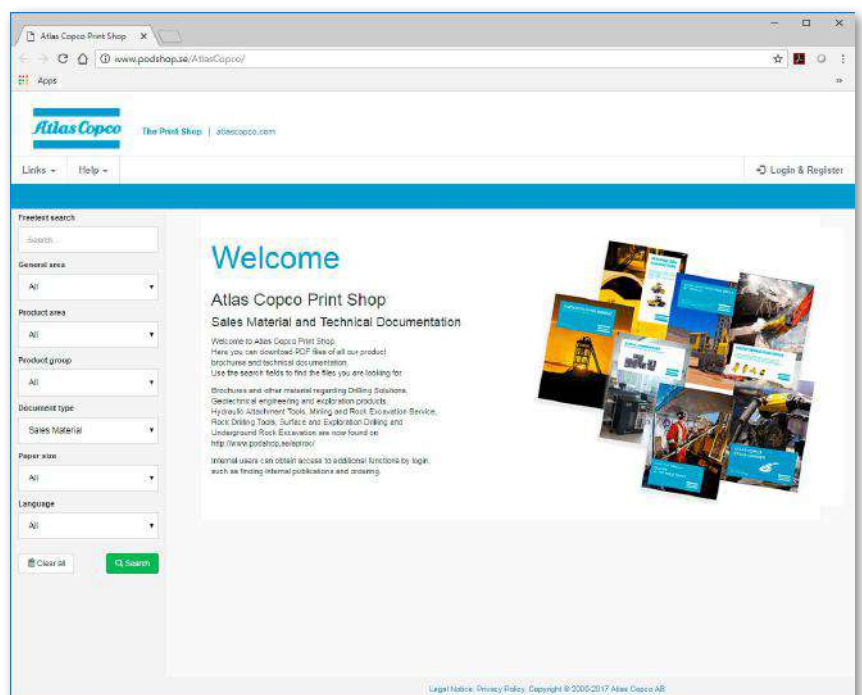 Atlas Copco Print Shop
www.podshop.se/AtlasCopco/
Apps
Atlas Copco
The Print Shop | atlascopco.com
Links
Help
Login & Register
Freetext search
Search...
General area
All
Product area
All
Product group
All
Document type
Sales Material
Paper size
All
Language
All
Clear all
Search
Welcome
Atlas Copco Print Shop
Sales Material and Technical Documentation
Welcome to Atlas Copco Print Shop.
Here you can download PDF files of all our product
brochures and technical documentation.
Use the search fields to find the files you are looking for.
Brochures and other material regarding Drilling Solutions,
Geotechnical engineering and exploration products,
Hydraulic Attachment Tools, Mining and Rock Excavation Service,
Rock Drilling Tools, Surface and Exploration Drilling and
Underground Rock Excavation are now found on
http://www.podshop.se/epiroc/
Internal users can obtain access to additional functions by login,
such as finding internal publications and ordering.
Legal Notice, Privacy Policy, Copyright © 2000-2017 Atlas Copco AB